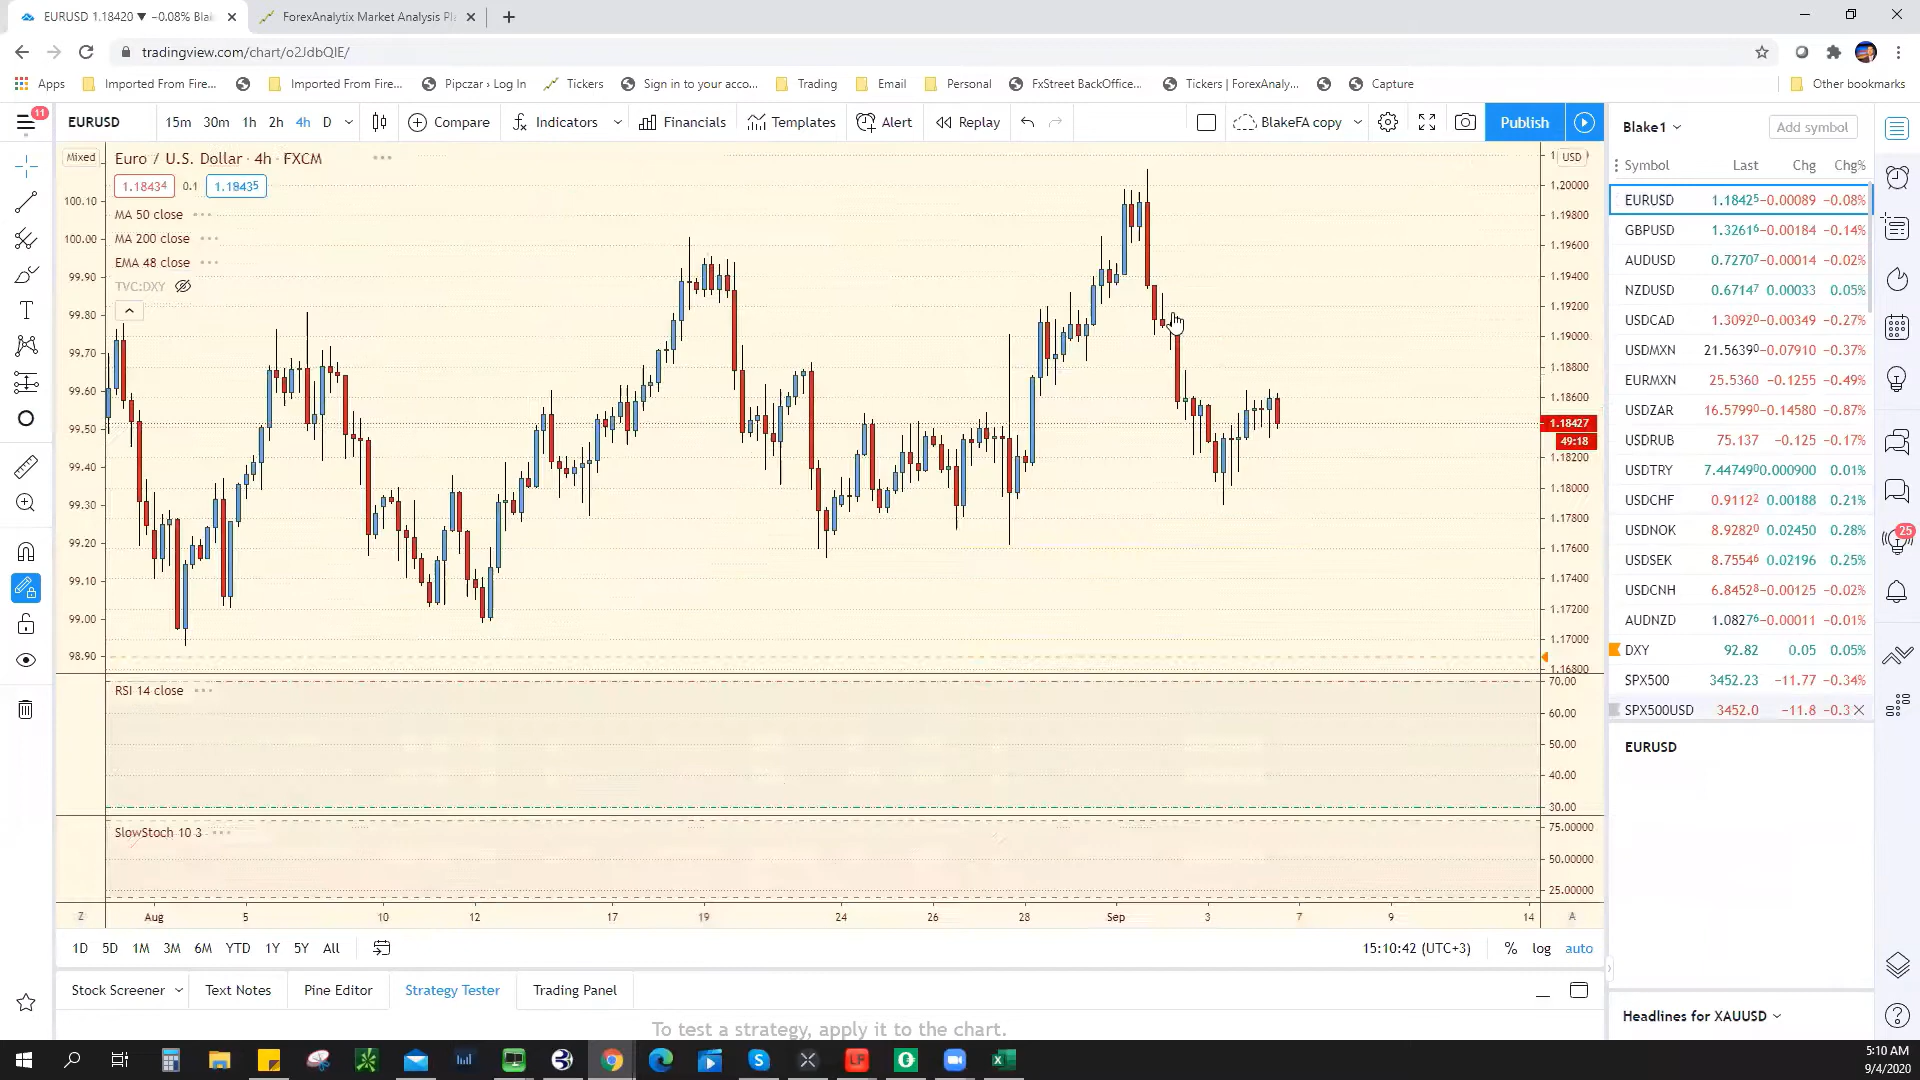 EURUSD 1.18420 ▼ −0.08% Bla
ForexAnalytix Market Analysis Pl
tradingview.com/chart/o2JdbQIE/
Apps
Imported From Fire...
Imported From Fire...
Pipczar › Log In
Tickers
Sign in to your acco...
Trading
Email
Personal
FxStreet BackOffice...
Tickers | ForexAnaly...
Capture
Other bookmarks
11
EURUSD
15m 30m 1h 2h 4h D
Compare
Indicators
Financials
Templates
Alert
Replay
BlakeFA copy
Publish
Blake1
Add symbol
Mixed
Euro / U.S. Dollar · 4h · FXCM
USD
1.18434 0.1 1.18435
MA 50 close
MA 200 close
EMA 48 close
TVC:DXY
100.10
100.00
99.90
99.80
99.70
99.60
99.50
99.40
99.30
99.20
99.10
99.00
98.90
1.20000
1.19800
1.19600
1.19400
1.19200
1.19000
1.18800
1.18600
1.18427
49:18
1.18200
1.18000
1.17800
1.17600
1.17400
1.17200
1.17000
1.16800
RSI 14 close
70.00
60.00
50.00
40.00
30.00
SlowStoch 10 3
75.00000
50.00000
25.00000
Z Aug 5 10 12 17 19 24 26 28 Sep 3 7 9 14 A
1D 5D 1M 3M 6M YTD 1Y 5Y All
15:10:42 (UTC+3) % log auto
Stock Screener Text Notes Pine Editor Strategy Tester Trading Panel
To test a strategy, apply it to the chart.
Symbol Last Chg Chg%
EURUSD 1.18425 −0.00089 −0.08%
GBPUSD 1.32616 −0.00184 −0.14%
AUDUSD 0.72707 −0.00014 −0.02%
NZDUSD 0.67147 0.00033 0.05%
USDCAD 1.30920 −0.00349 −0.27%
USDMXN 21.56390 −0.07910 −0.37%
EURMXN 25.5360 −0.1255 −0.49%
USDZAR 16.57990 −0.14580 −0.87%
USDRUB 75.137 −0.125 −0.17%
USDTRY 7.447490 0.000900 0.01%
USDCHF 0.91122 0.00188 0.21%
USDNOK 8.92820 0.02450 0.28%
USDSEK 8.75546 0.02196 0.25%
USDCNH 6.84528 −0.00125 −0.02%
AUDNZD 1.08276 −0.00011 −0.01%
DXY 92.82 0.05 0.05%
SPX500 3452.23 −11.77 −0.34%
SPX500USD 3452.0 −11.8 −0.3
EURUSD
Headlines for XAUUSD
25
5:10 AM
9/4/2020